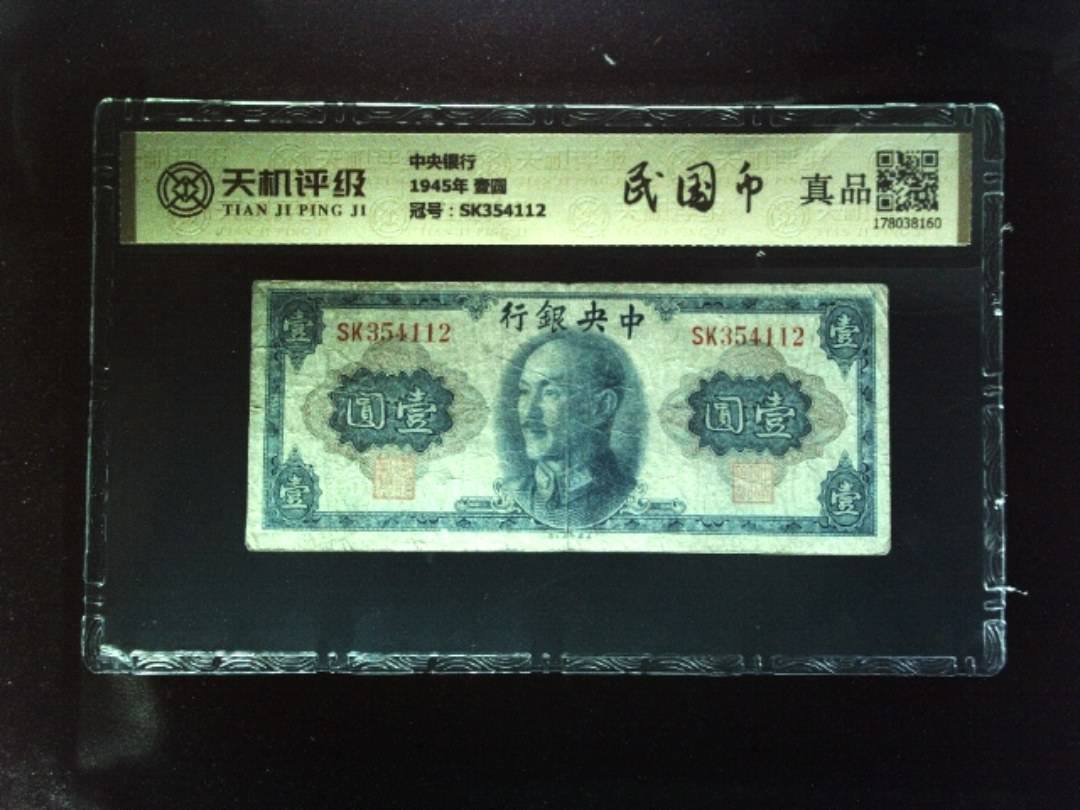 天机评级
TIAN JI PING JI
中央银行
1945年 壹圆
冠号：SK354112
民国币
真品
178038160
行銀央中
壹
壹
SK354112
SK354112
圓壹
圓壹
壹
壹